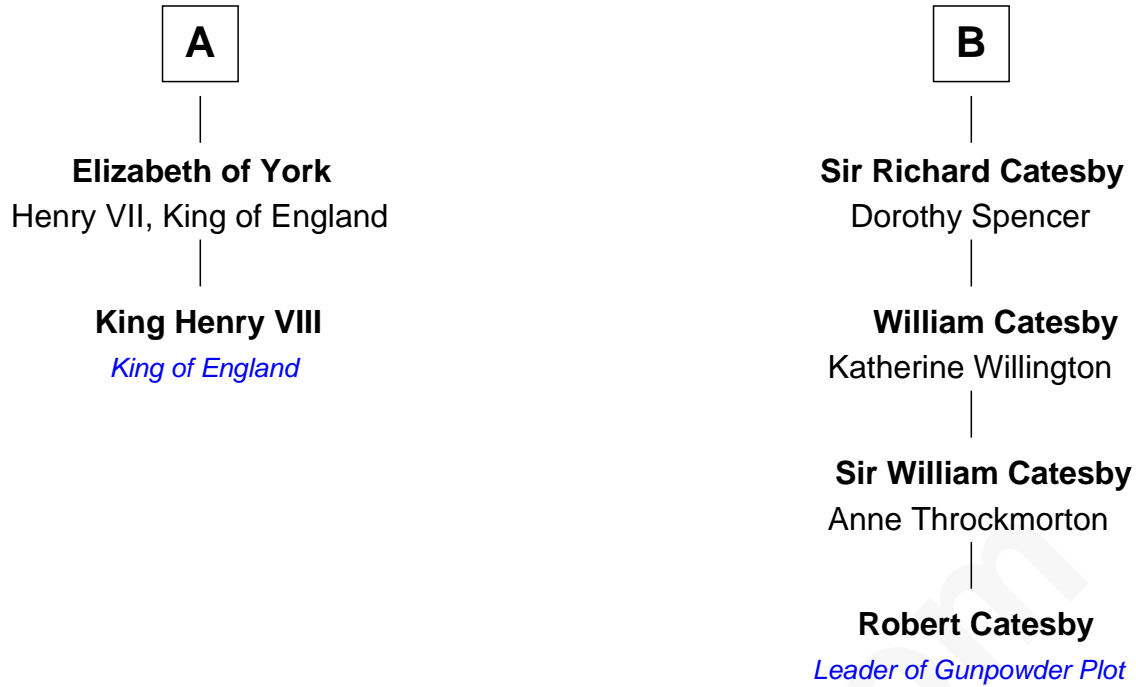 A
Elizabeth of York
Henry VII, King of England
King Henry VIII
King of England
B
Sir Richard Catesby
Dorothy Spencer
William Catesby
Katherine Willington
Sir William Catesby
Anne Throckmorton
Robert Catesby
Leader of Gunpowder Plot